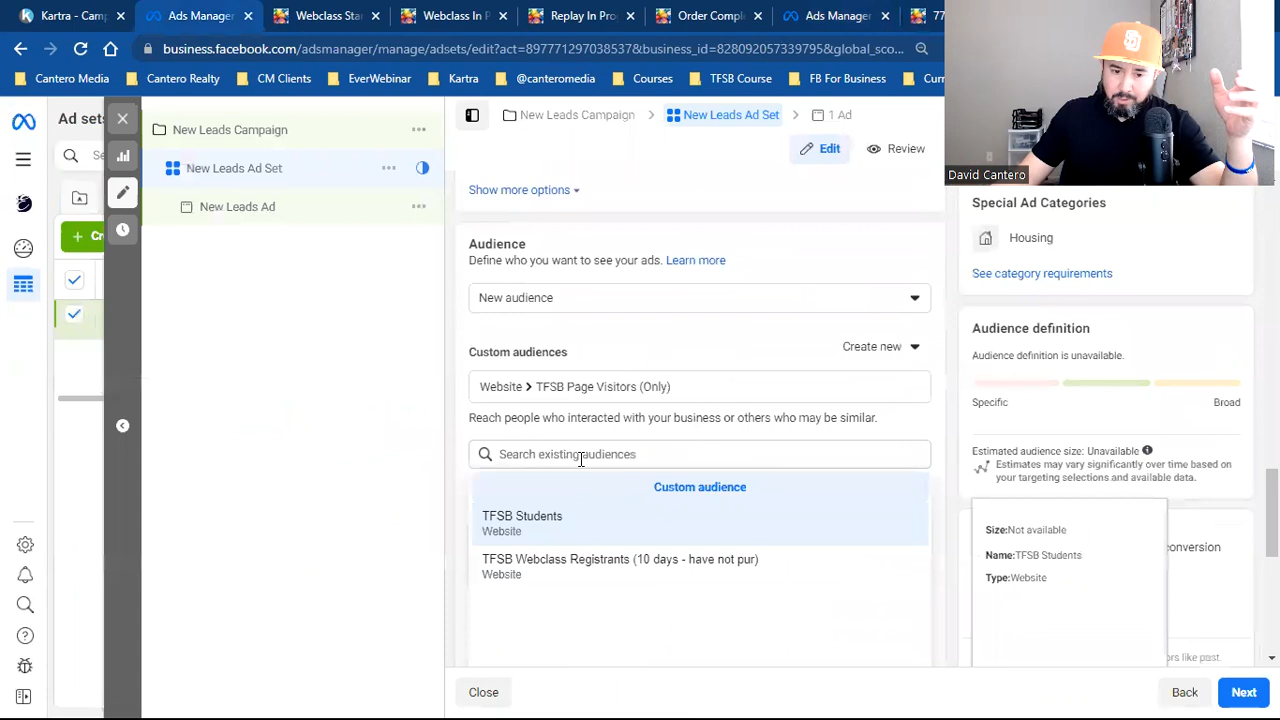 Kartra - Camp
Ads Manager
Webclass Sta
Webclass In P
Replay In Pro
Order Comple
Ads Manager
77
business.facebook.com/adsmanager/manage/adsets/edit?act=8977712970385378&business_id=828092057339795&global_sco...
Cantero Media
Cantero Realty
CM Clients
EverWebinar
Kartra
@canteromedia
Courses
TFSB Course
FB For Business
Cur
David Cantero
Ad sets
Se
Cr
New Leads Campaign
New Leads Ad Set
New Leads Ad
New Leads Campaign
New Leads Ad Set
1 Ad
Edit
Review
Show more options
Audience
Define who you want to see your ads. Learn more
New audience
Custom audiences
Create new
Website > TFSB Page Visitors (Only)
Reach people who interacted with your business or others who may be similar.
Search existing audiences
Custom audience
TFSB Students
Website
TFSB Webclass Registrants (10 days - have not pur)
Website
Close
Back
Next
Special Ad Categories
Housing
See category requirements
Audience definition
Audience definition is unavailable.
Specific
Broad
Estimated audience size: Unavailable
Estimates may vary significantly over time based on
your targeting selections and available data.
Size:Not available
Name:TFSB Students
Type:Website
conversion
ors like past